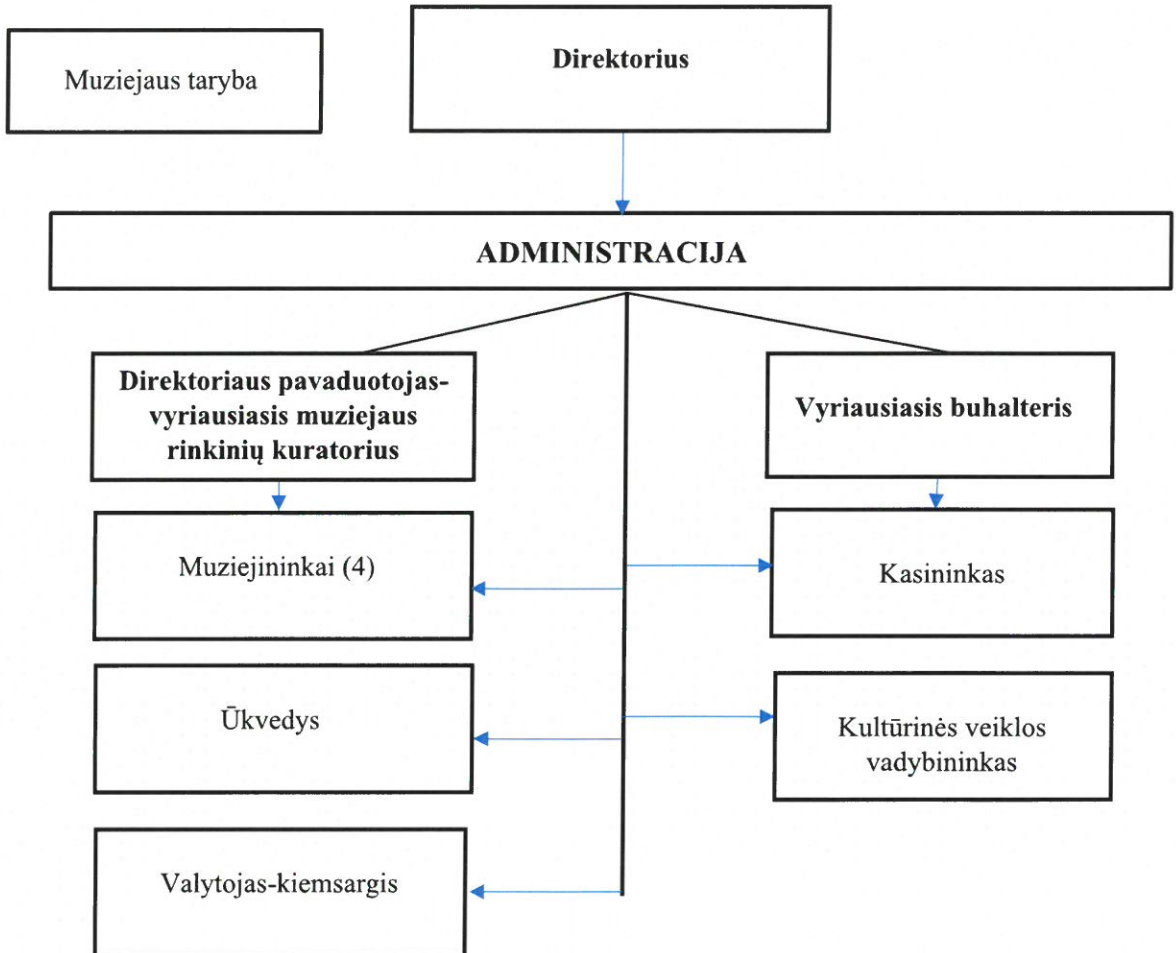 Muziejaus taryba
Direktorius
ADMINISTRACIJA
Direktoriaus pavaduotojas-
vyriausiasis muziejaus
rinkinių kuratorius
Vyriausiasis buhalteris
Muziejininkai (4)
Kasininkas
Ūkvedys
Kultūrinės veiklos
vadybininkas
Valytojas-kiemsargis